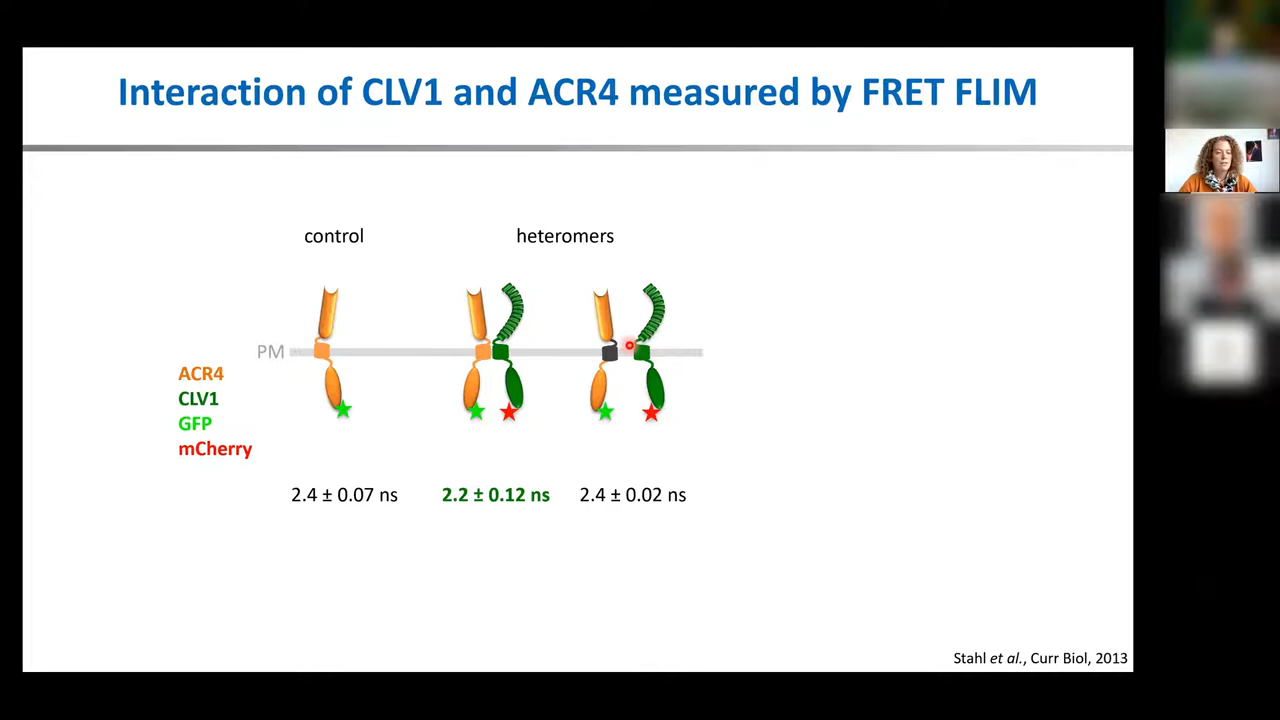 Interaction of CLV1 and ACR4 measured by FRET FLIM
control
heteromers
PM
ACR4
CLV1
GFP
mCherry
2.4 ± 0.07 ns
2.2 ± 0.12 ns
2.4 ± 0.02 ns
Stahl et al., Curr Biol, 2013